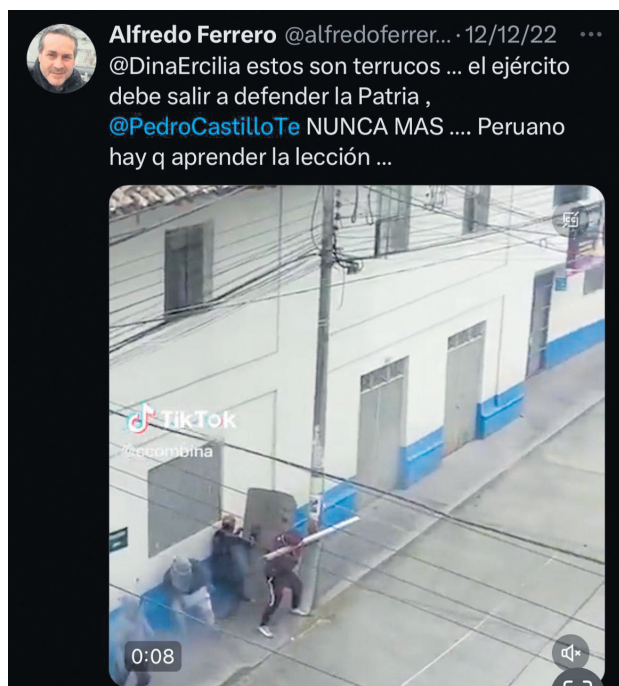 Alfredo Ferrero @alfredoferrer... · 12/12/22 ···
@DinaErcilia estos son terrucos ... el ejército
debe salir a defender la Patria ,
@PedroCastilloTe NUNCA MAS .... Peruano
hay q aprender la lección ...
TikTok
@ccombina
0:08